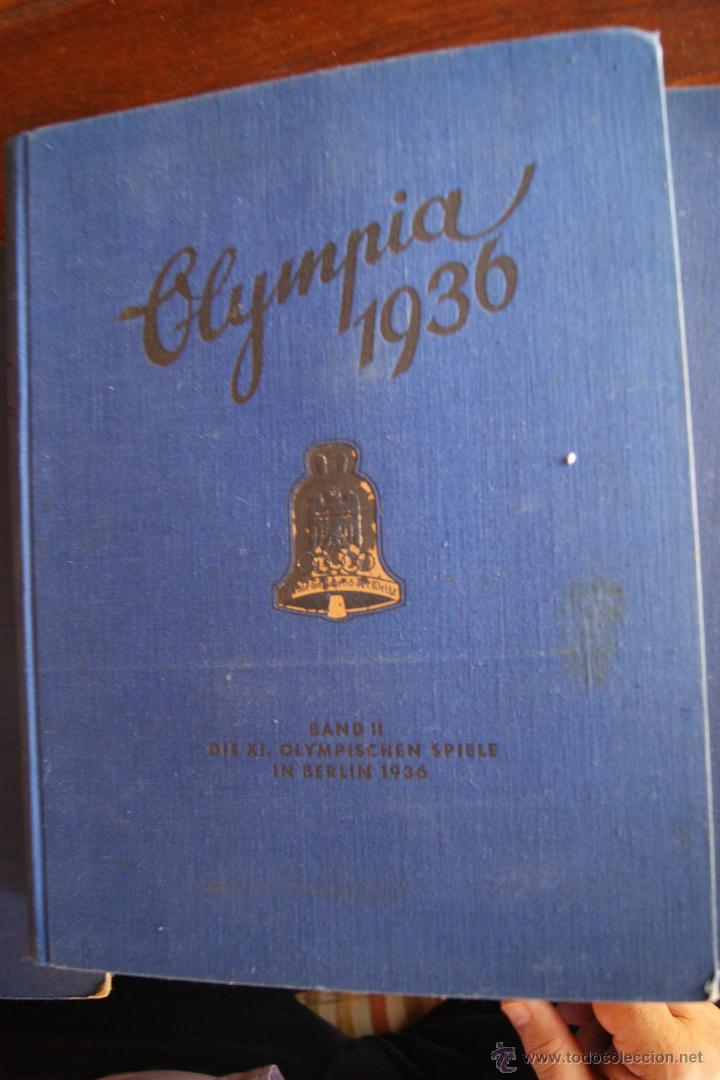 Olympia
1936
BAND II
DIE XI. OLYMPISCHEN SPIELE
IN BERLIN 1936
www.todocoleccion.net